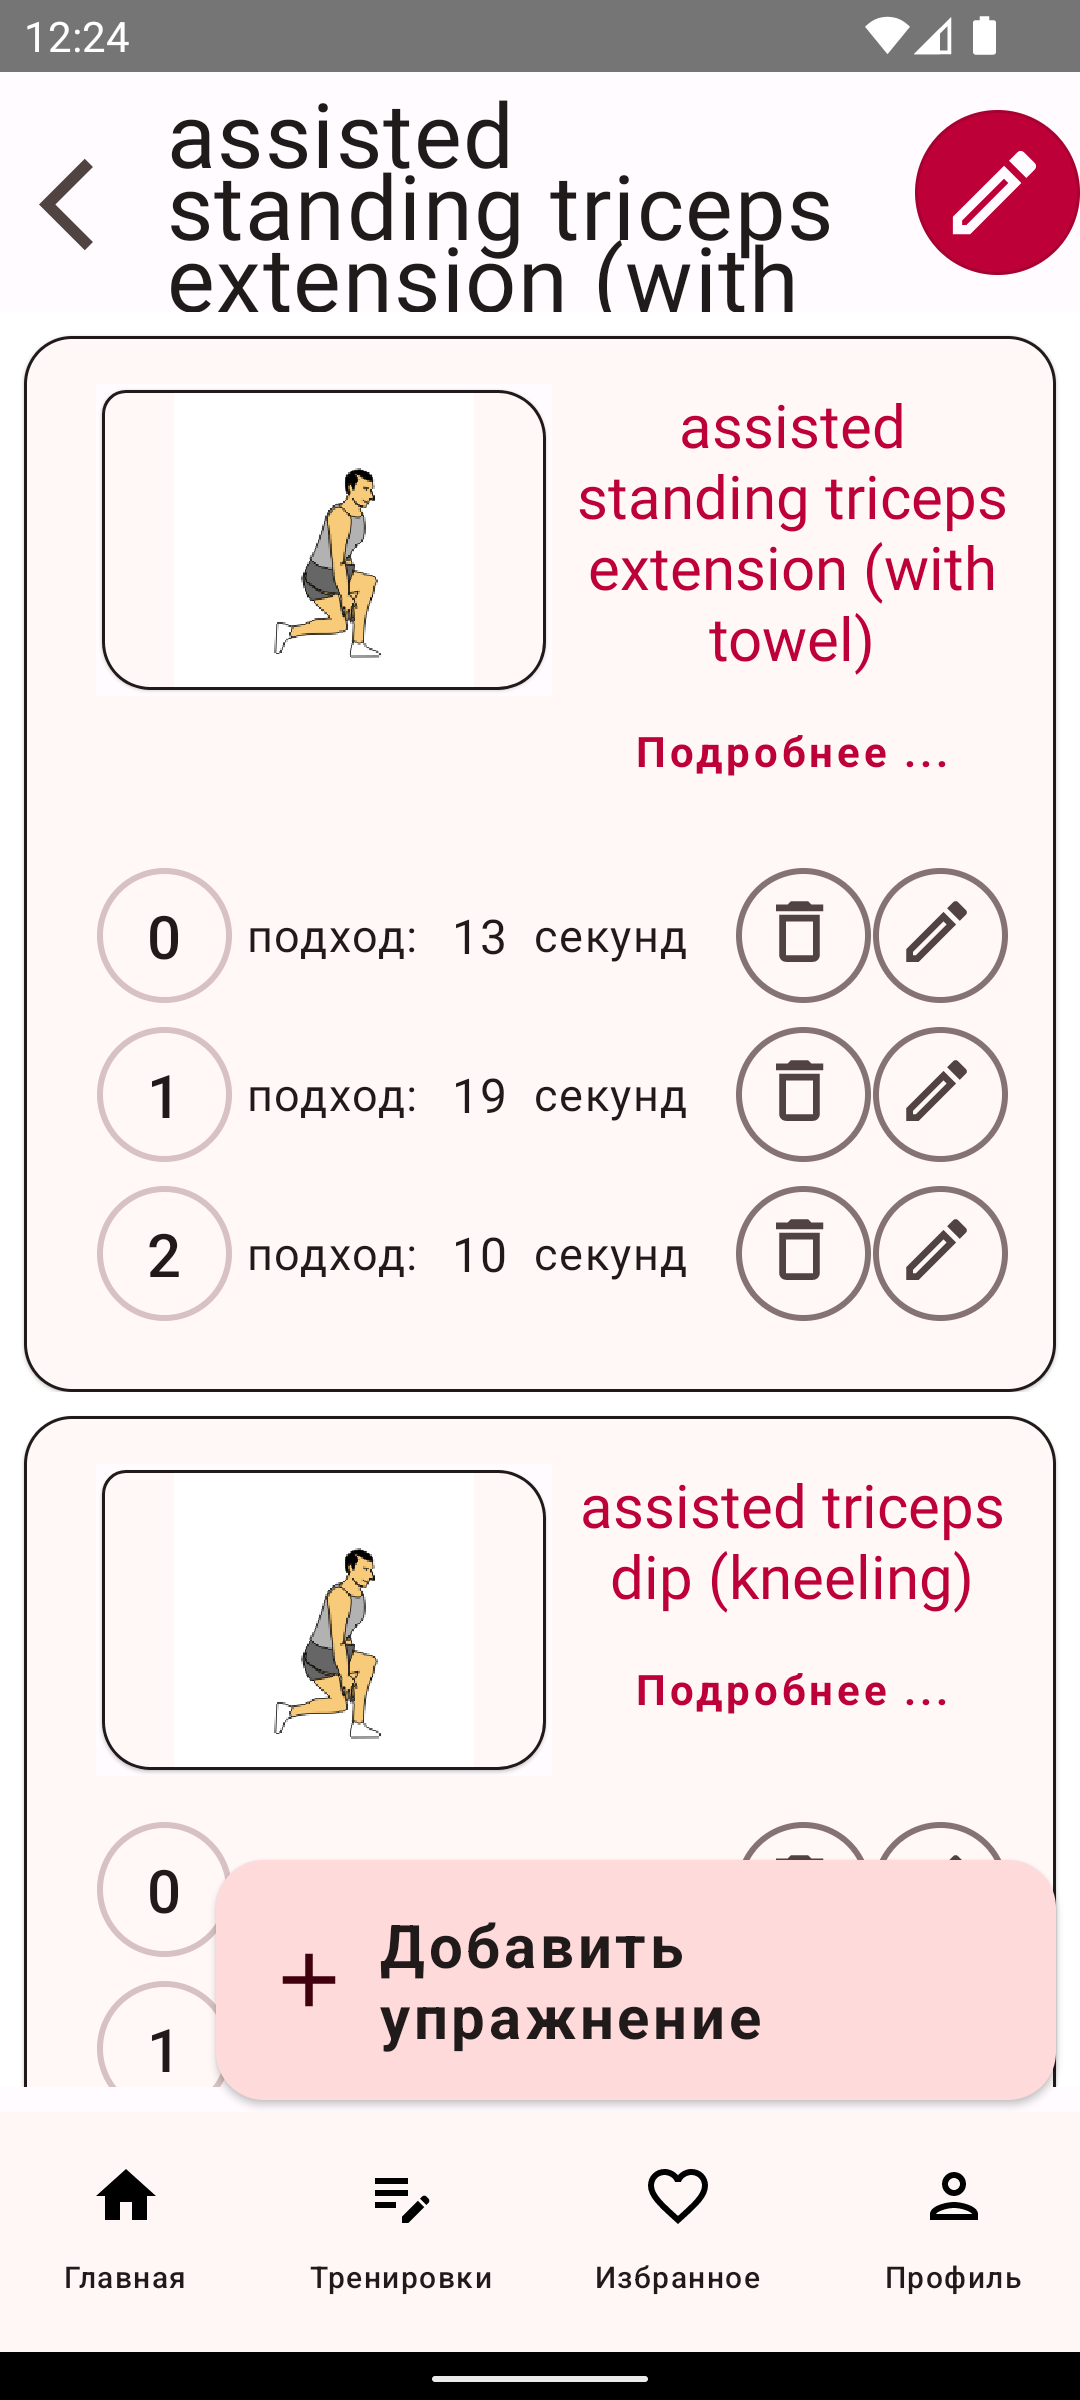 12:24
assisted
standing triceps
extension (with
assisted
standing triceps
extension (with
towel)
Подробнее ...
0 подход: 13 секунд
1 подход: 19 секунд
2 подход: 10 секунд
assisted triceps
dip (kneeling)
Подробнее ...
0
1
Добавить
упражнение
Главная Тренировки Избранное Профиль